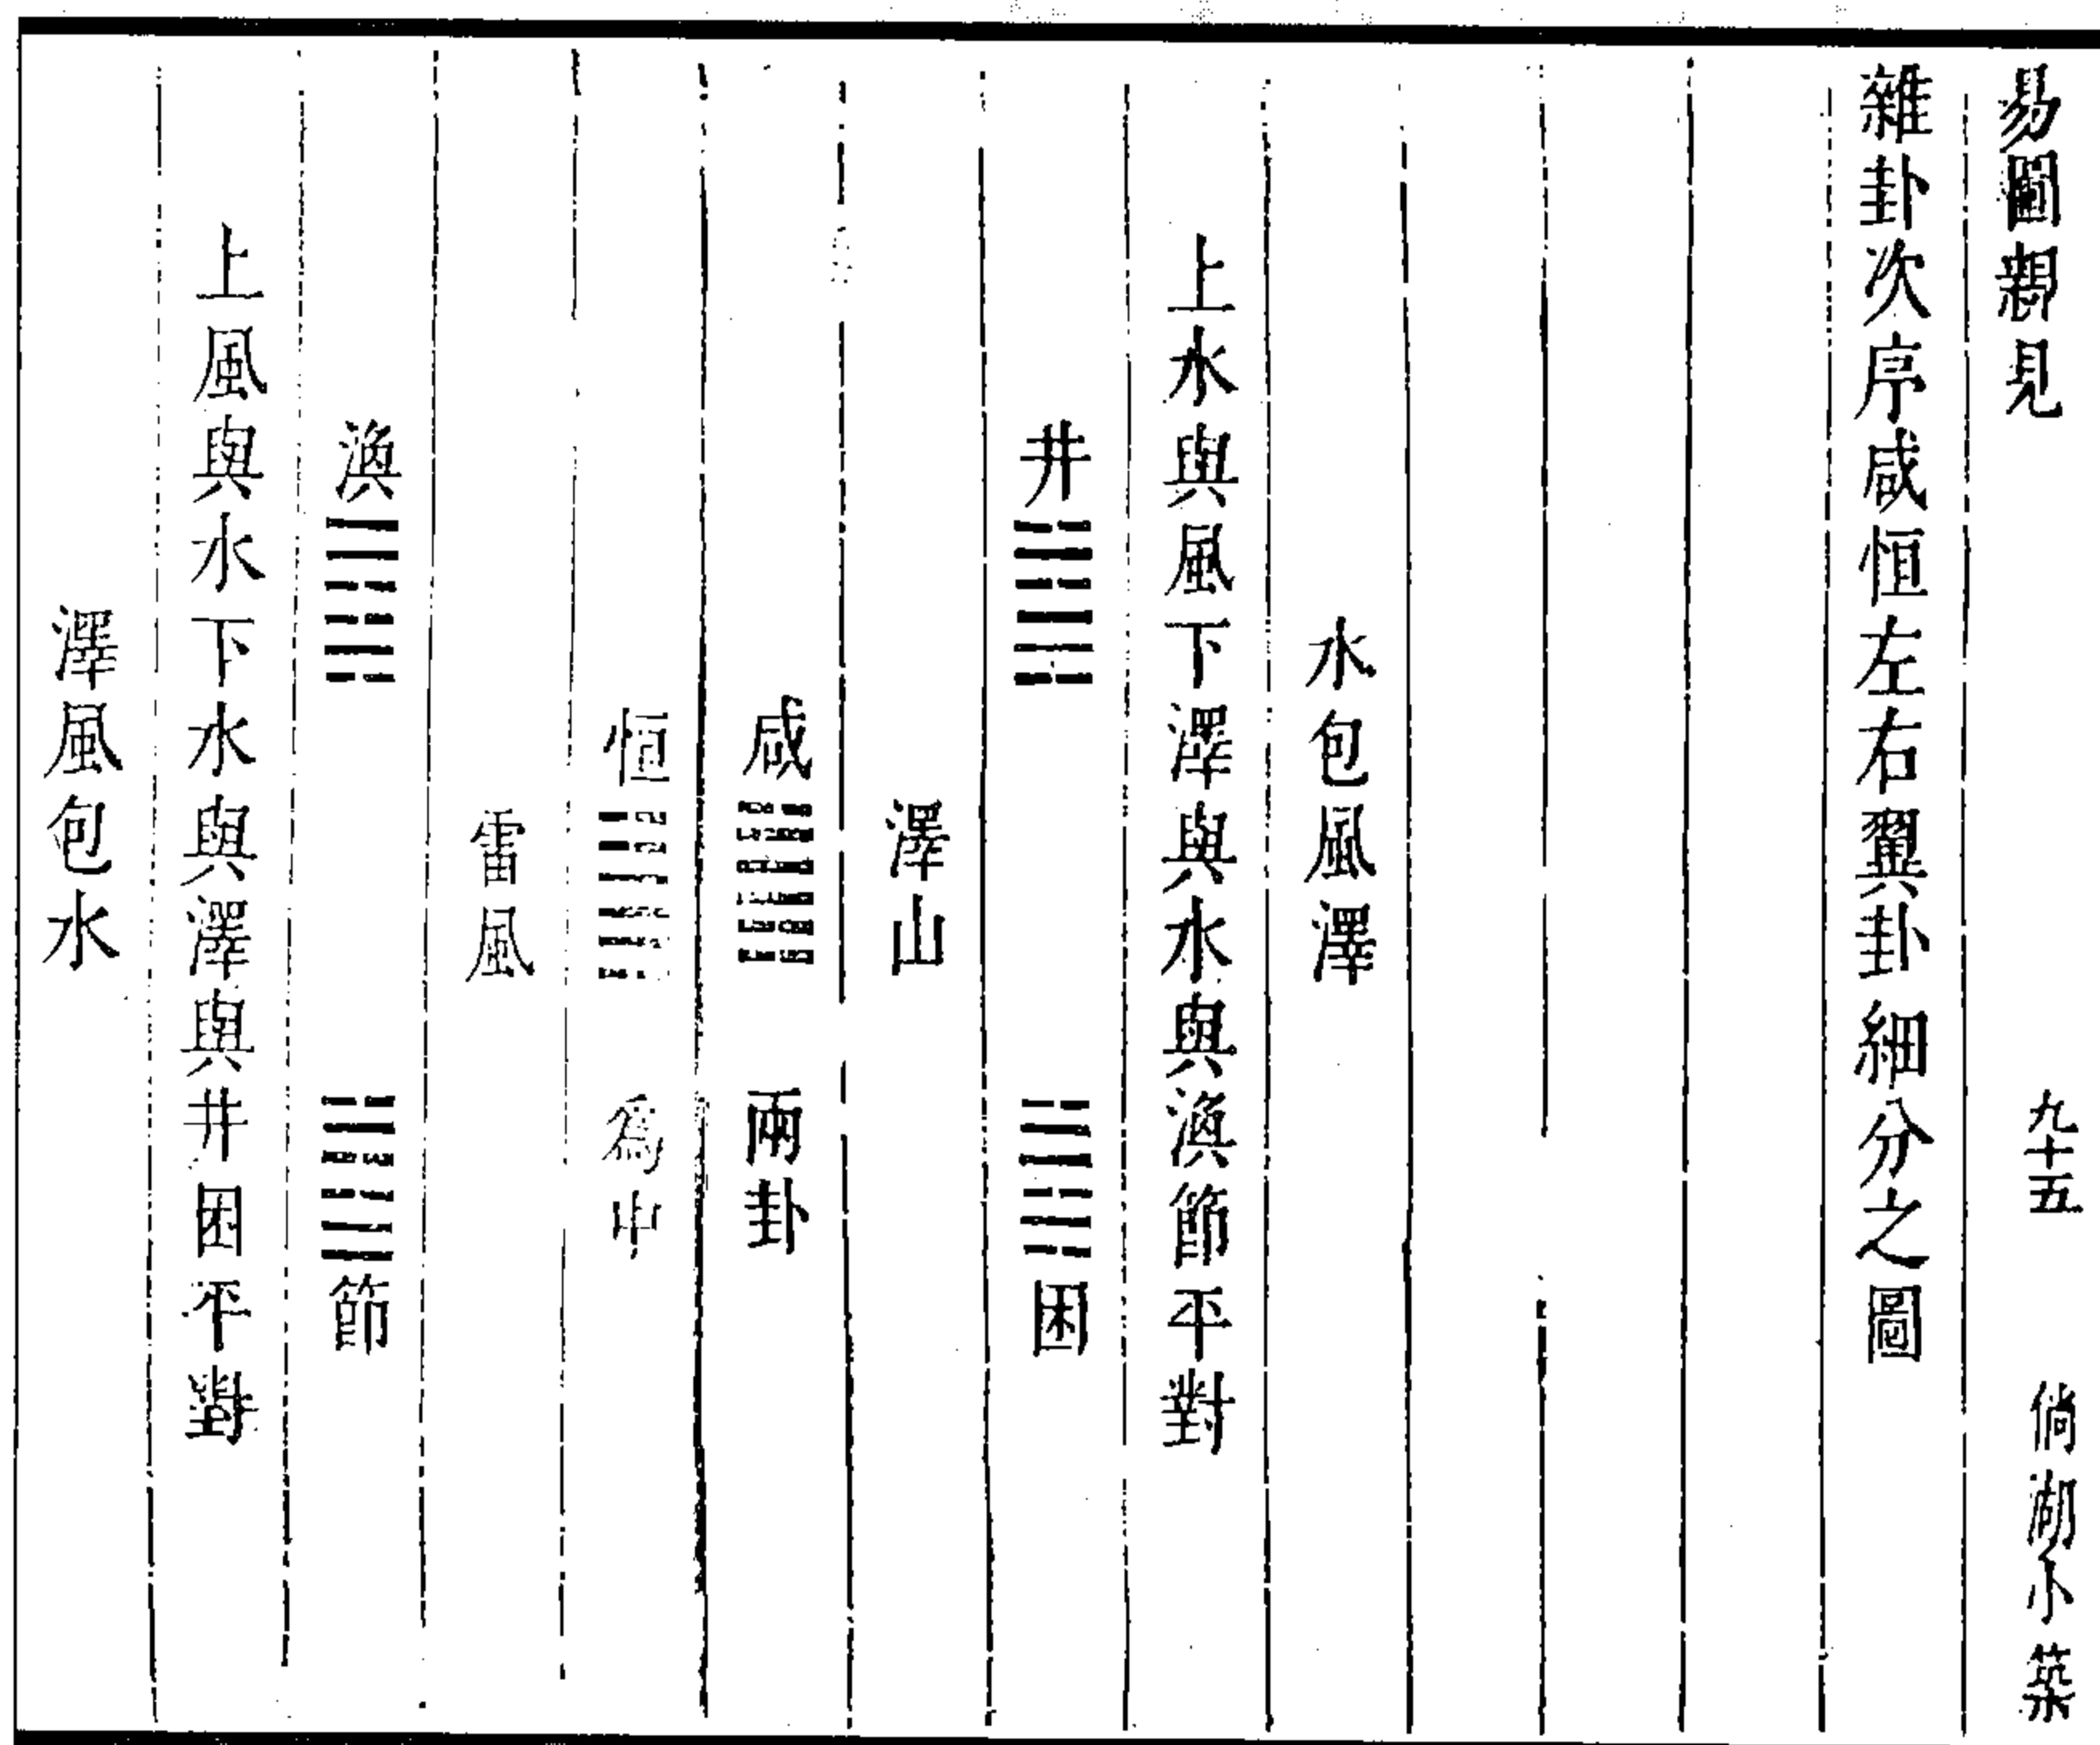 易圖親見　九十五　倘湖小築
雜卦次序咸恒左右翼卦細分之圖
水包風澤
上水與風下澤與水與渙節平對
井䷯　䷮困
澤山
咸䷞　兩卦
恒䷟　為中
雷風
渙䷺　䷻節
上風與水下水與澤與井困平對
澤風包水